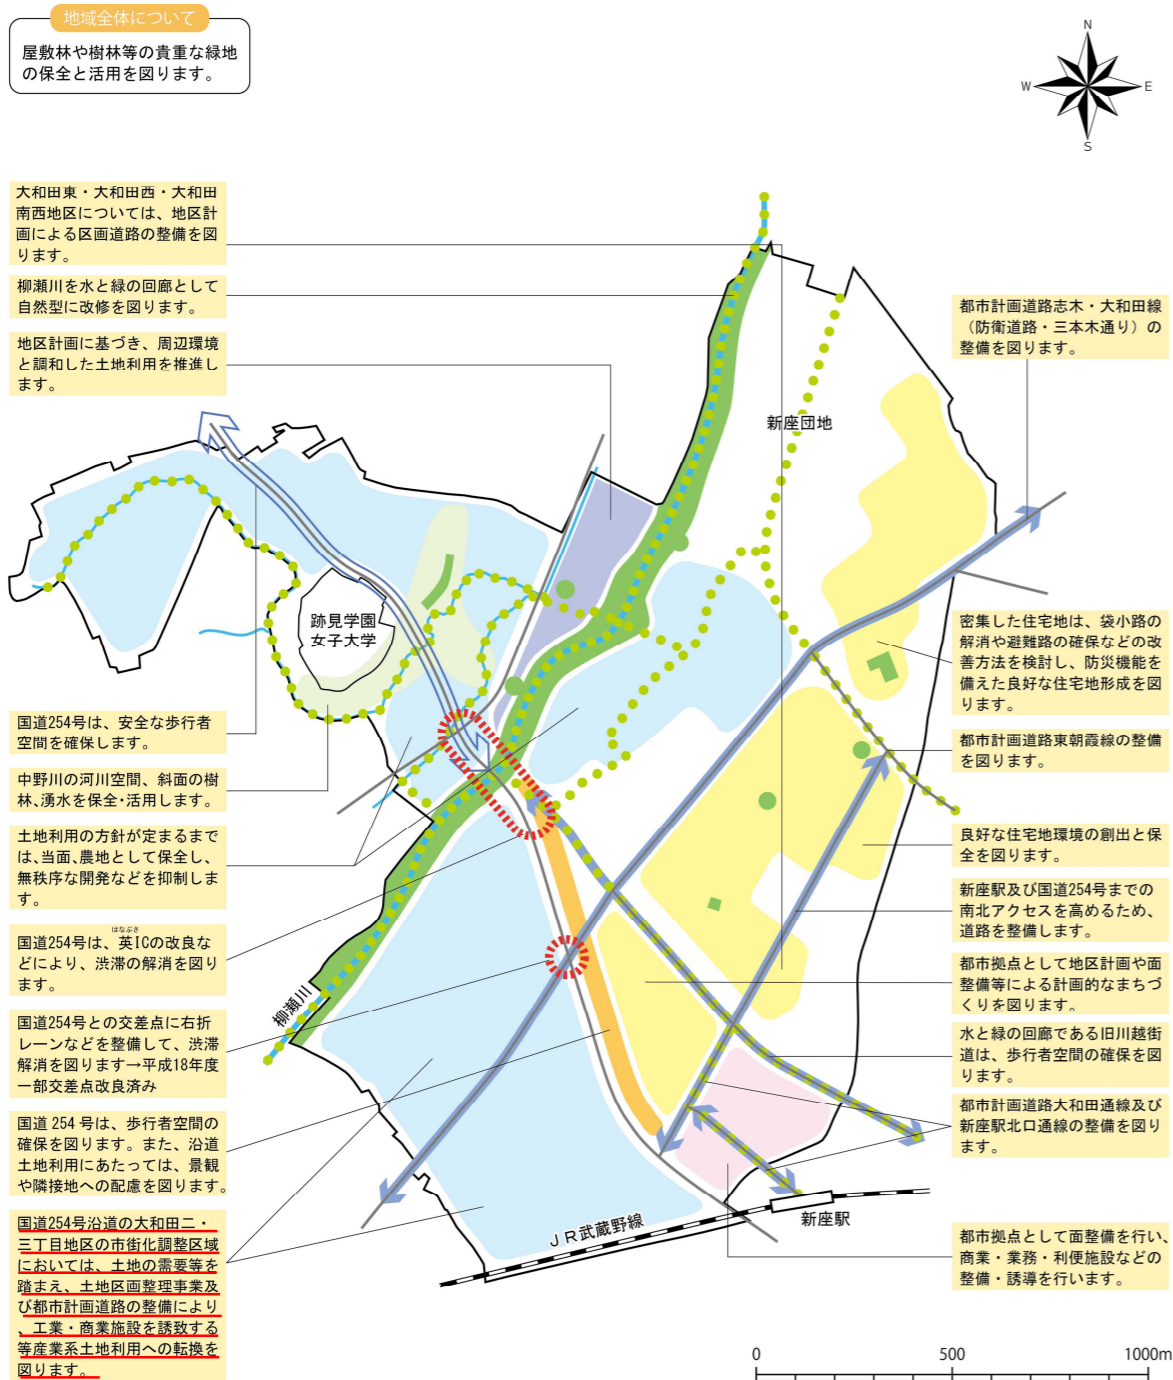 地域全体について
屋敷林や樹林等の貴重な緑地
の保全と活用を図ります。
N
W
E
S
大和田東・大和田西・大和田
南西地区については、地区計
画による区画道路の整備を図
ります。
柳瀬川を水と緑の回廊として
自然型に改修を図ります。
地区計画に基づき、周辺環境
と調和した土地利用を推進し
ます。
国道254号は、安全な歩行者
空間を確保します。
中野川の河川空間、斜面の樹
林、湧水を保全・活用します。
土地利用の方針が定まるまで
は、当面、農地として保全し、
無秩序な開発などを抑制しま
す。
はなぶさ
国道254号は、英ICの改良な
どにより、渋滞の解消を図り
ます。
国道254号との交差点に右折
レーンなどを整備して、渋滞
解消を図ります→平成18年度
一部交差点改良済み
国道254号は、歩行者空間の
確保を図ります。また、沿道
土地利用にあたっては、景観
や隣接地への配慮を図ります。
国道254号沿道の大和田二・
三丁目地区の市街化調整区域
においては、土地の需要等を
踏まえ、土地区画整理事業及
び都市計画道路の整備により
、工業・商業施設を誘致する
等産業系土地利用への転換を
図ります。
新座団地
跡見学園
女子大学
柳瀬川
JR武蔵野線
新座駅
都市計画道路志木・大和田線
（防衛道路・三本木通り）の
整備を図ります。
密集した住宅地は、袋小路の
解消や避難路の確保などの改
善方法を検討し、防災機能を
備えた良好な住宅地形成を図
ります。
都市計画道路東朝霞線の整備
を図ります。
良好な住宅地環境の創出と保
全を図ります。
新座駅及び国道254号までの
南北アクセスを高めるため、
道路を整備します。
都市拠点として地区計画や面
整備等による計画的なまちづ
くりを図ります。
水と緑の回廊である旧川越街
道は、歩行者空間の確保を図
ります。
都市計画道路大和田通線及び
新座駅北口通線の整備を図り
ます。
都市拠点として面整備を行い、
商業・業務・利便施設などの
整備・誘導を行います。
0
500
1000m